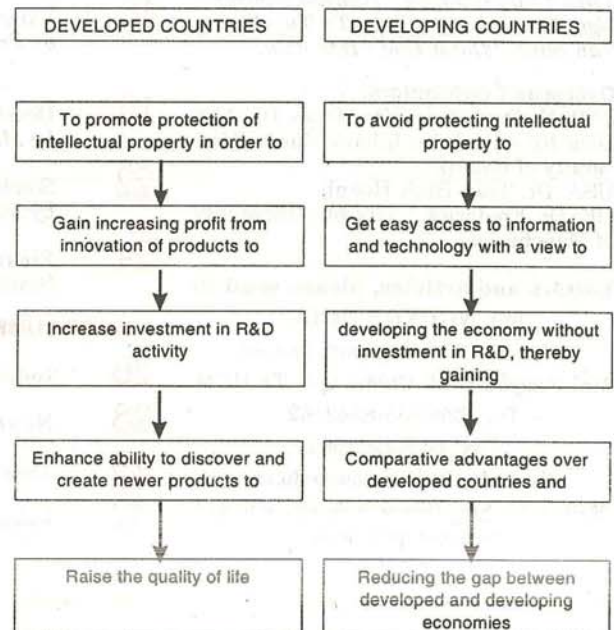 DEVELOPED COUNTRIES
To promote protection of
intellectual property in order to
Gain increasing profit from
innovation of products to
Increase investment in R&D
activity
Enhance ability to discover and
create newer products to
Raise the quality of life
DEVELOPING COUNTRIES
To avoid protecting intellectual
property to
Get easy access to information
and technology with a view to
developing the economy without
investment in R&D, thereby
gaining
Comparative advantages over
developed countries and
Reducing the gap between
developed and developing
economies